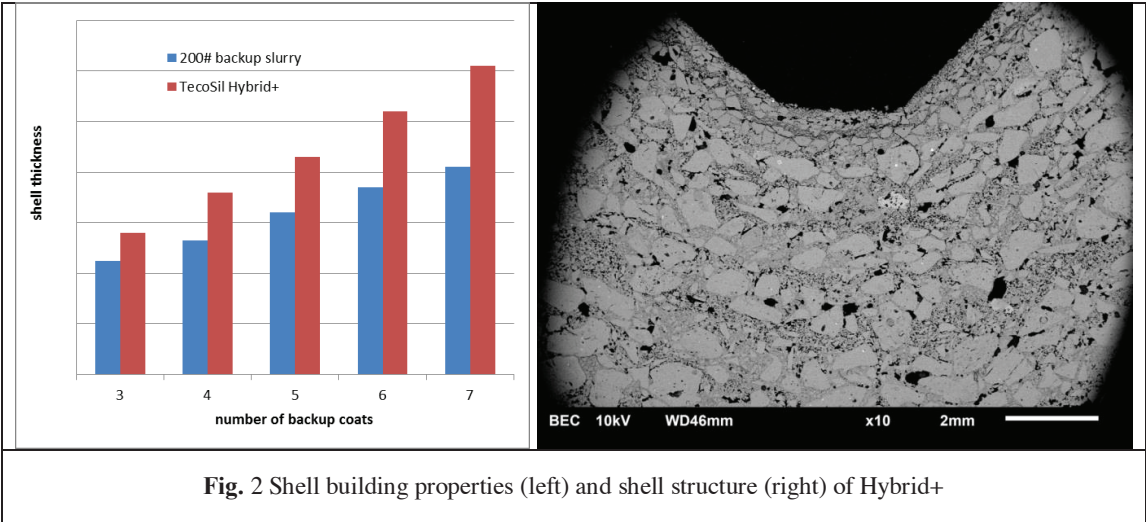 200# backup slurry
TecoSil Hybrid+
shell thickness
3 4 5 6 7
number of backup coats
BEC 10kV WD46mm x10 2mm
Fig. 2 Shell building properties (left) and shell structure (right) of Hybrid+